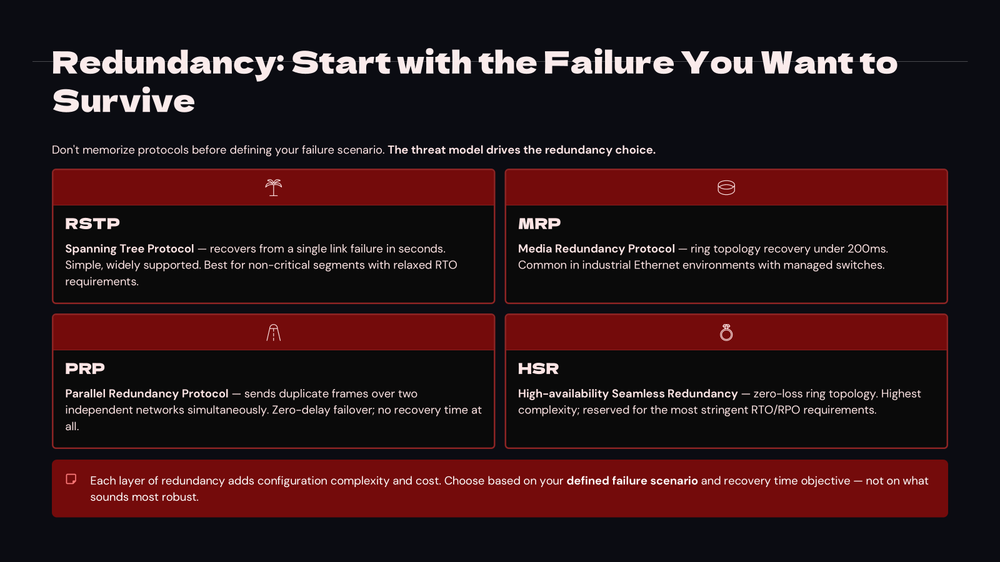 Redundancy: Start with the Failure You Want to
Survive
Don't memorize protocols before defining your failure scenario. The threat model drives the redundancy choice.
RSTP
Spanning Tree Protocol — recovers from a single link failure in seconds.
Simple, widely supported. Best for non-critical segments with relaxed RTO
requirements.
MRP
Media Redundancy Protocol — ring topology recovery under 200ms.
Common in industrial Ethernet environments with managed switches.
PRP
Parallel Redundancy Protocol — sends duplicate frames over two
independent networks simultaneously. Zero-delay failover; no recovery time at
all.
HSR
High-availability Seamless Redundancy — zero-loss ring topology. Highest
complexity; reserved for the most stringent RTO/RPO requirements.
Each layer of redundancy adds configuration complexity and cost. Choose based on your defined failure scenario and recovery time objective — not on what
sounds most robust.